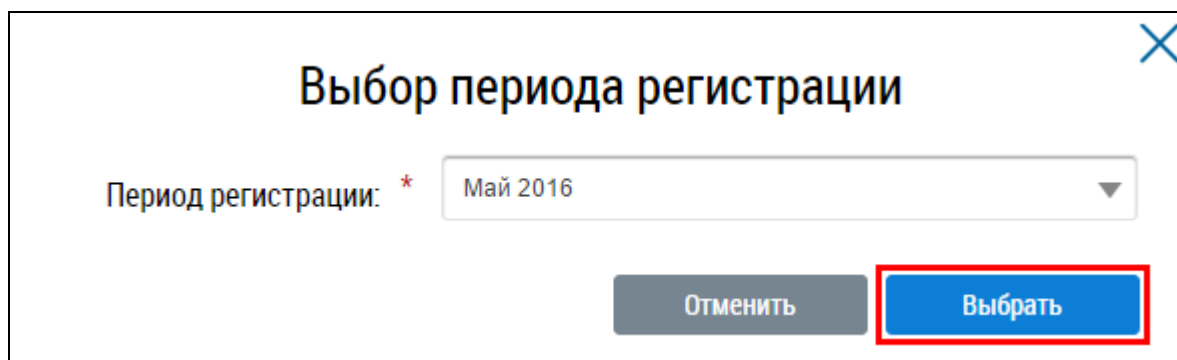 Выбор периода регистрации
Период регистрации: * Май 2016
Отменить Выбрать